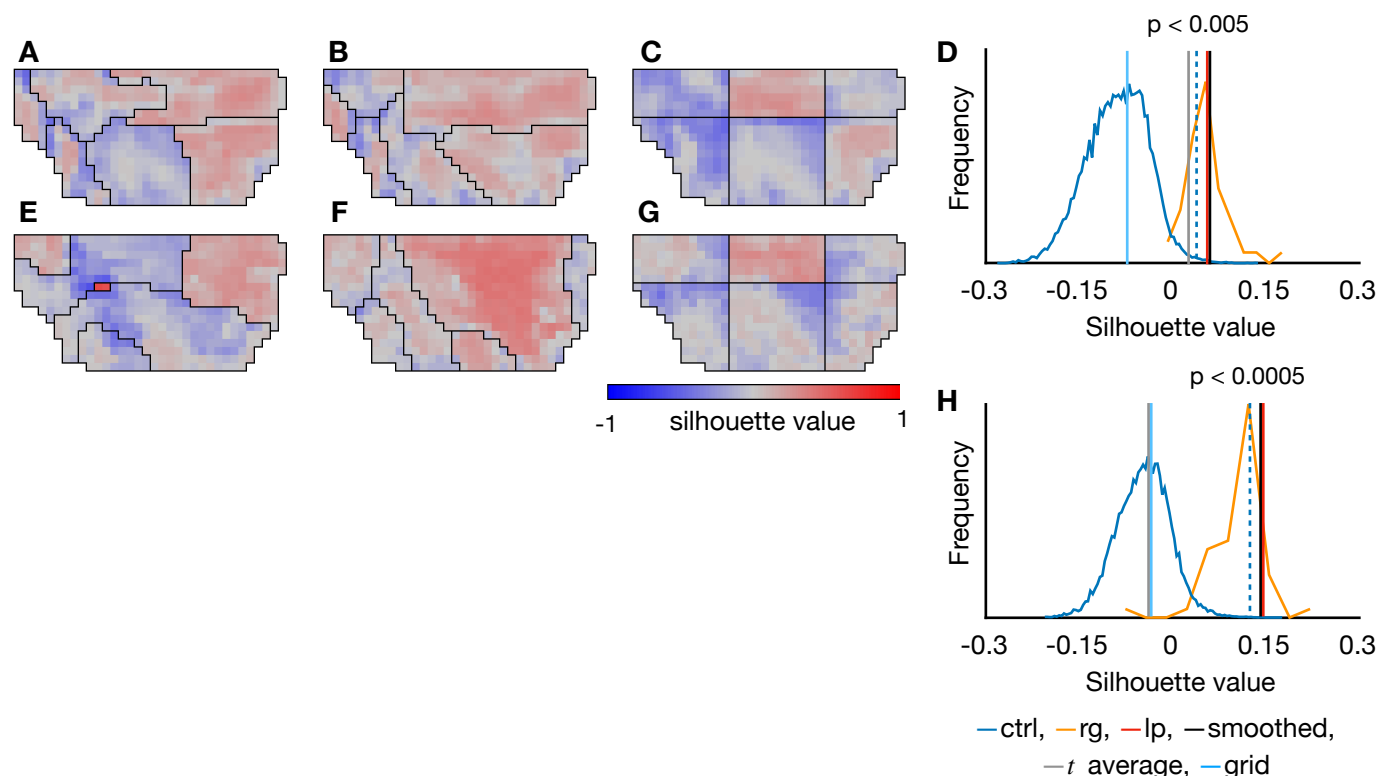 A
B
C
D
p < 0.005
Frequency
-0.3 -0.15 0 0.15 0.3
Silhouette value
E
F
G
-1 silhouette value 1
p < 0.0005
H
Frequency
-0.3 -0.15 0 0.15 0.3
Silhouette value
ctrl, rg, lp, smoothed,
t average, grid